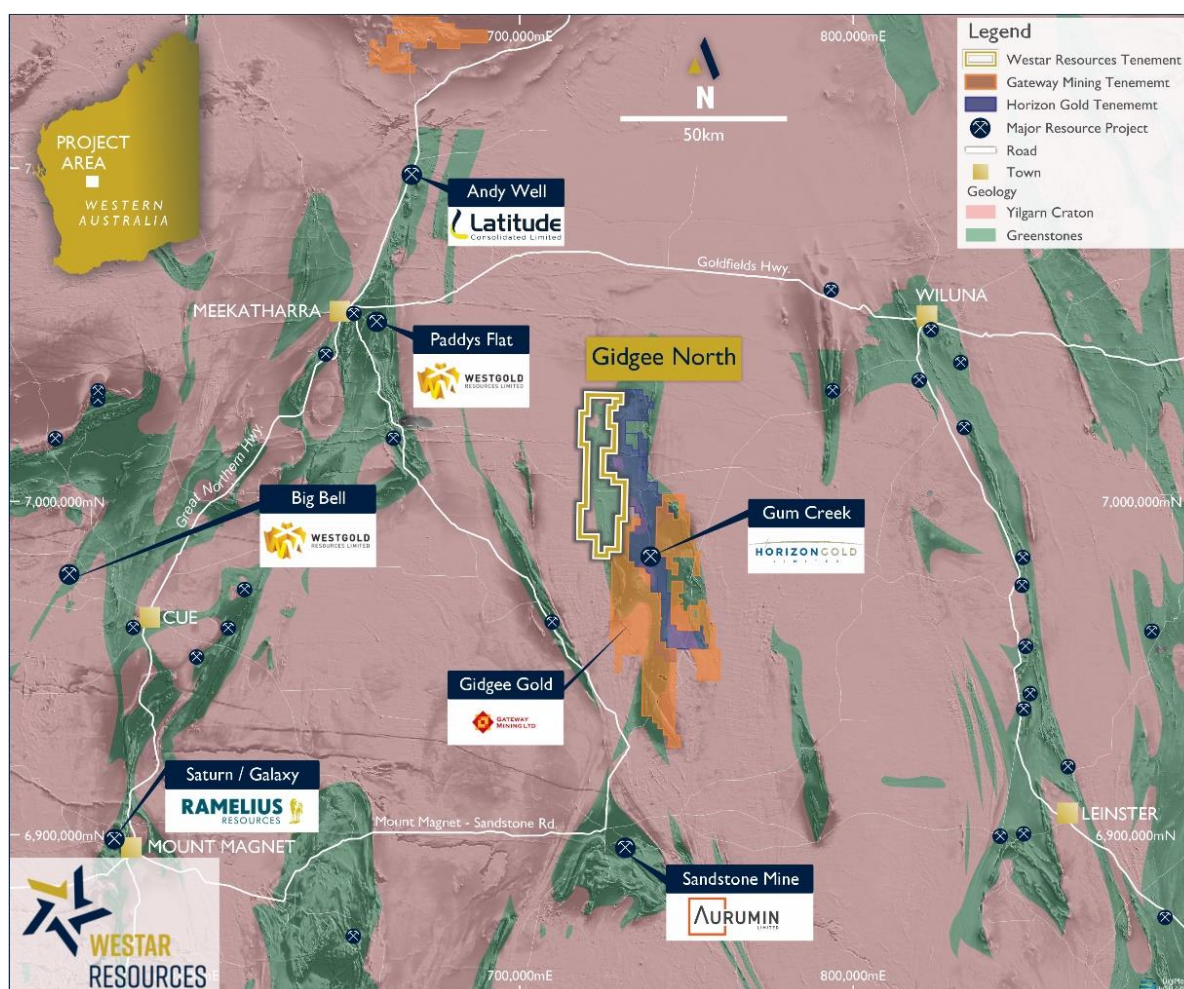 700,000mE
800,000mE
Legend
Westar Resources Tenement
Gateway Mining Tenememt
Horizon Gold Tenememt
Major Resource Project
Road
Town
Geology
Yilgarn Craton
Greenstones
N
50km
PROJECT
AREA
WESTERN
AUSTRALIA
Andy Well
Latitude
Consolidated Limited
Goldfields Hwy.
MEEKATHARRA
WILUNA
Paddys Flat
WESTGOLD
RESOURCES LIMITED
Gidgee North
Great Northern Hwy.
7,000,000mN
7,000,000mN
Big Bell
WESTGOLD
RESOURCES LIMITED
Gum Creek
HORIZON GOLD
LIMITED
CUE
Gidgee Gold
GATEWAY
MINING LTD
Saturn / Galaxy
RAMELIUS
RESOURCES
Mount Magnet - Sandstone Rd.
LEINSTER
6,900,000mN
6,900,000mN
MOUNT MAGNET
Sandstone Mine
AURUMIN
LIMITED
WESTAR
RESOURCES
700,000mE
800,000mE